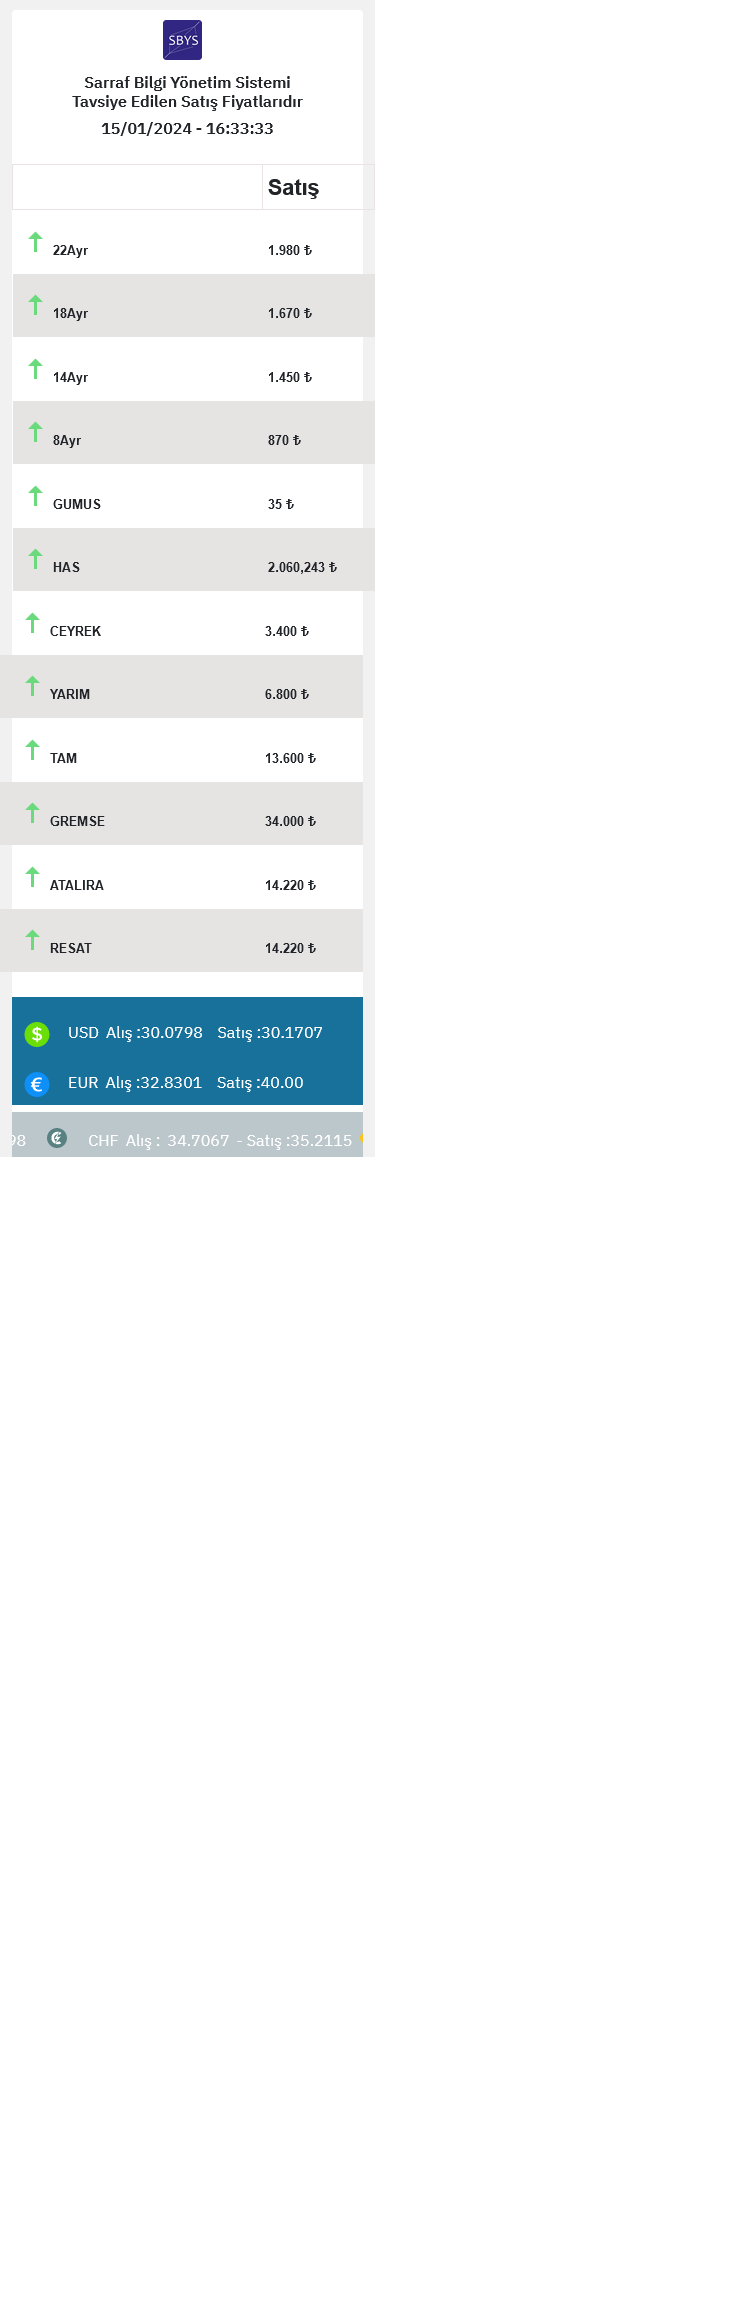 SBYS
Sarraf Bilgi Yönetim Sistemi
Tavsiye Edilen Satış Fiyatlarıdır
15/01/2024 - 16:33:33
Satış
22Ayr 1.980 ₺
18Ayr 1.670 ₺
14Ayr 1.450 ₺
8Ayr 870 ₺
GUMUS 35 ₺
HAS 2.060,243 ₺
CEYREK 3.400 ₺
YARIM 6.800 ₺
TAM 13.600 ₺
GREMSE 34.000 ₺
ATALIRA 14.220 ₺
RESAT 14.220 ₺
$ USD Alış :30.0798 Satış :30.1707
€ EUR Alış :32.8301 Satış :40.00
98 CHF Alış : 34.7067 - Satış :35.2115